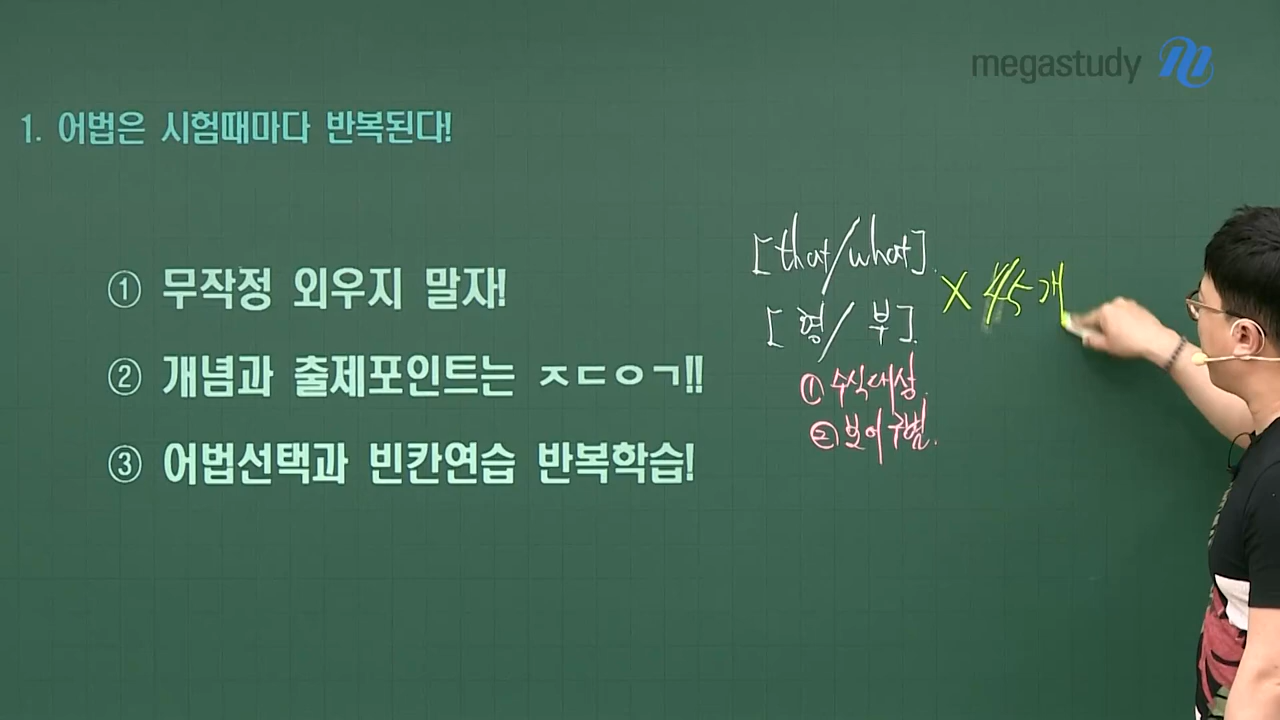 megastudy
1. 어법은 시험때마다 반복된다!
① 무작정 외우지 말자!
② 개념과 출제포인트는 ㅈㄷㅇㄱ!!
③ 어법선택과 빈칸연습 반복학습!
[that/what].
[형/부].
X 45개
① 수식대상.
② 보어구별.